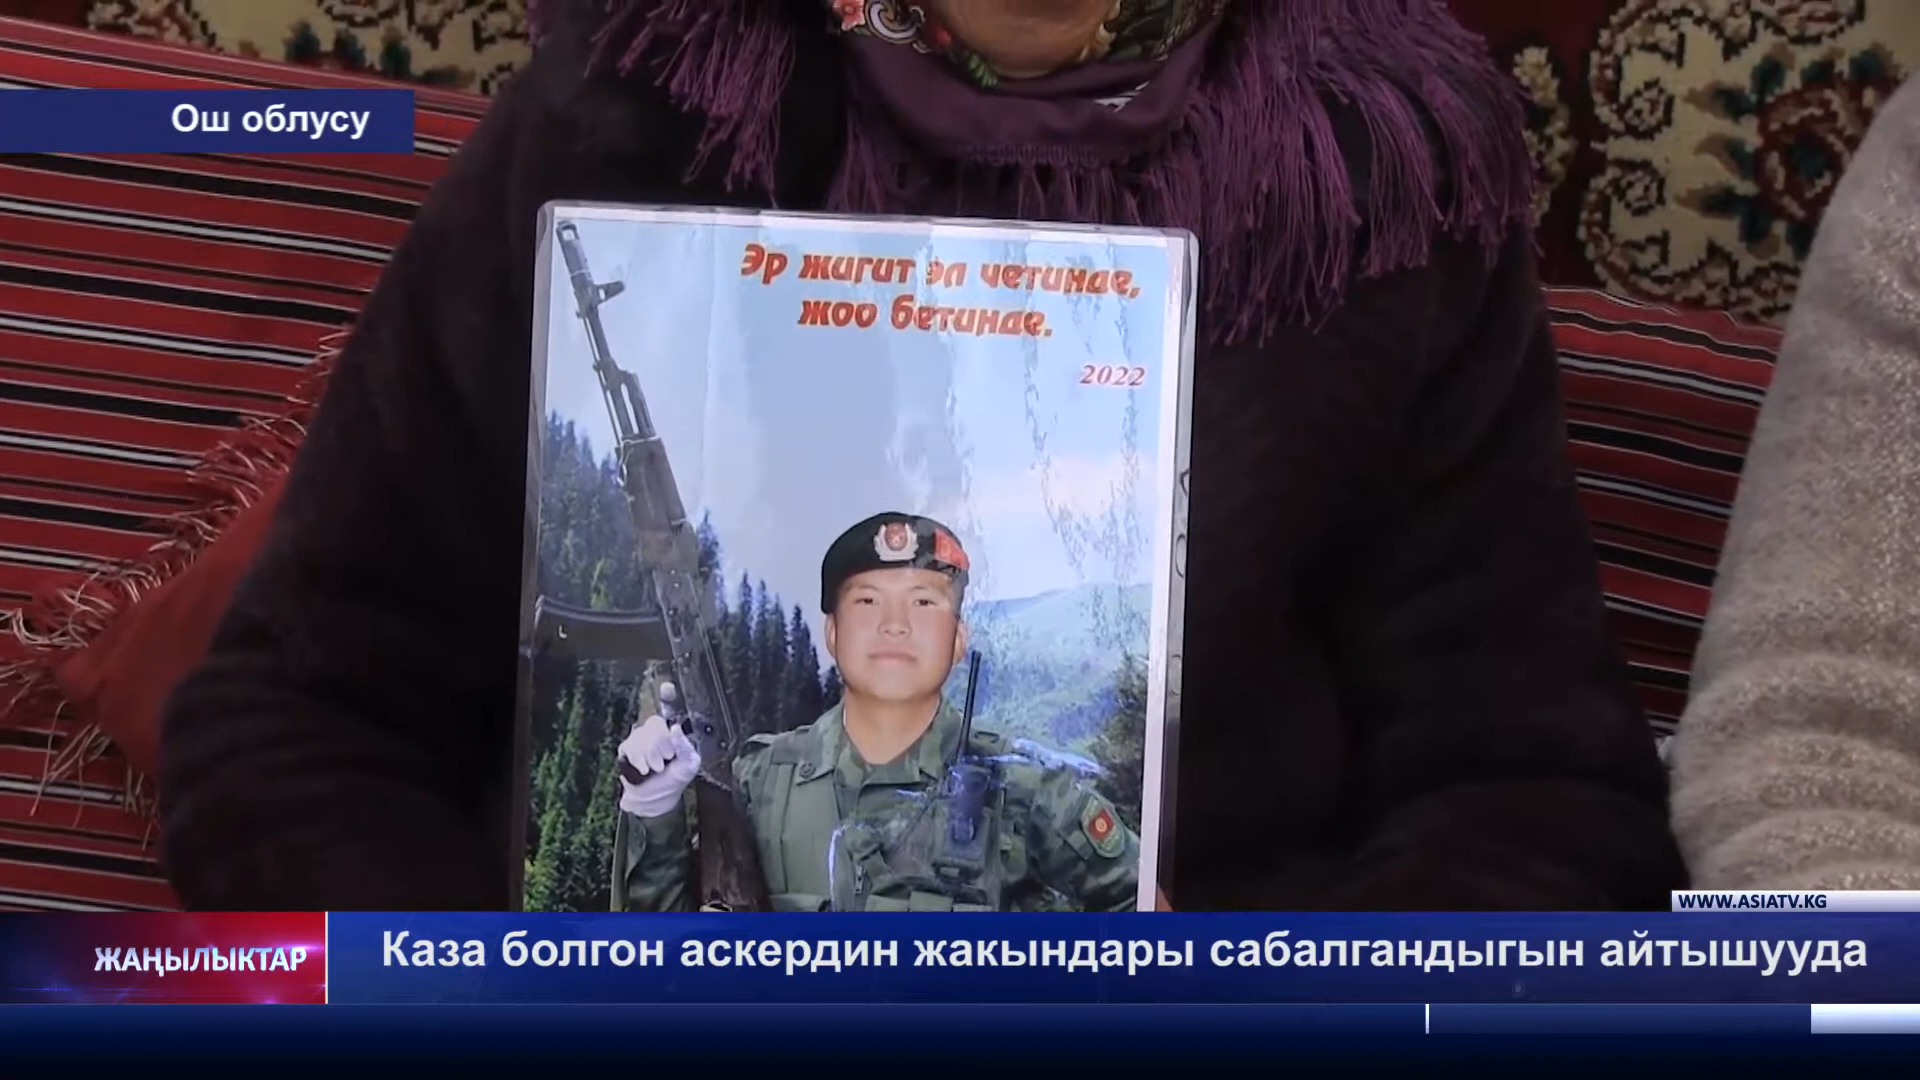 Ош облусу
Эр жигит эл четинде,
жоо бетинде.
2022
WWW.ASIATV.KG
ЖАҢЫЛЫКТАР
Каза болгон аскердин жакындары сабалгандыгын айтышууда